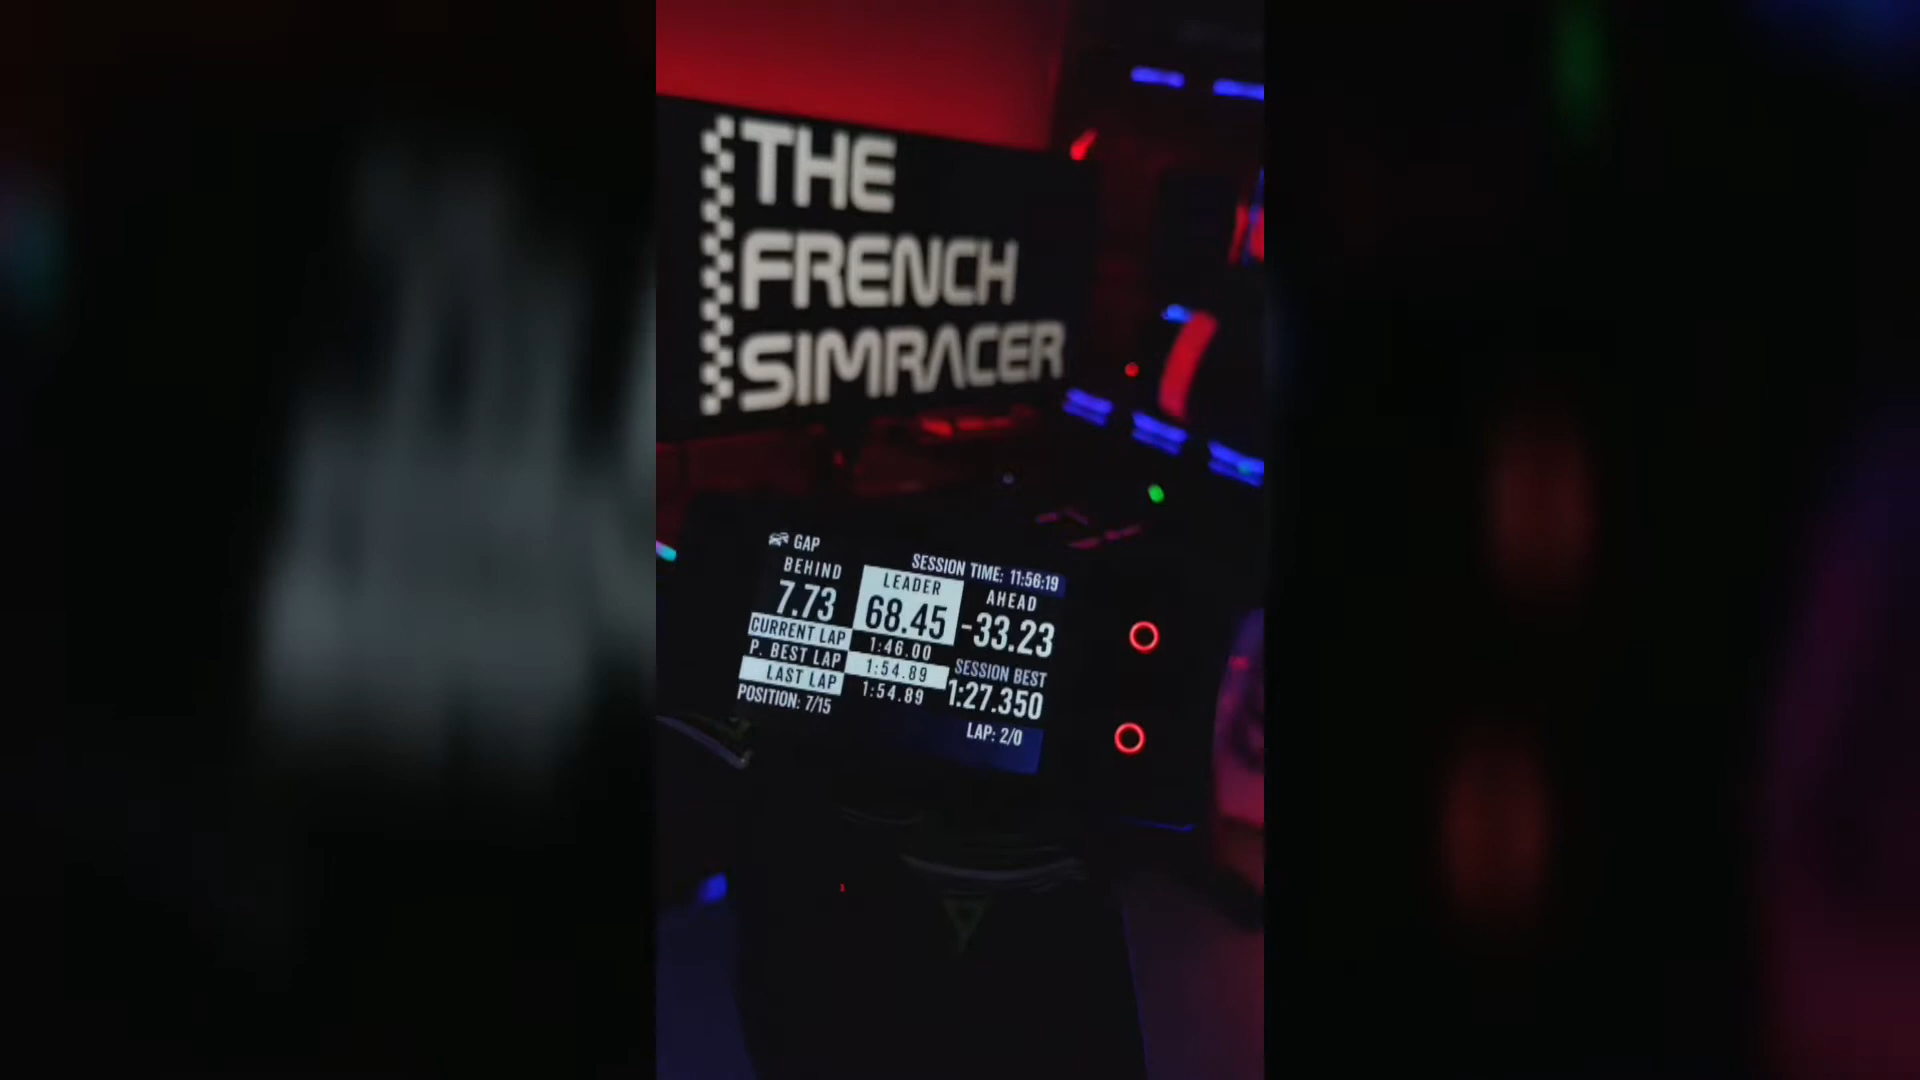 THE
FRENCH
SIMRACER
GAP
SESSION TIME: 11:56:19
BEHIND
LEADER
AHEAD
7.73
68.45
-33.23
CURRENT LAP 1:46.00
P. BEST LAP 1:54.89
SESSION BEST
LAST LAP 1:54.89
1:27.350
POSITION: 7/15
LAP: 2/0